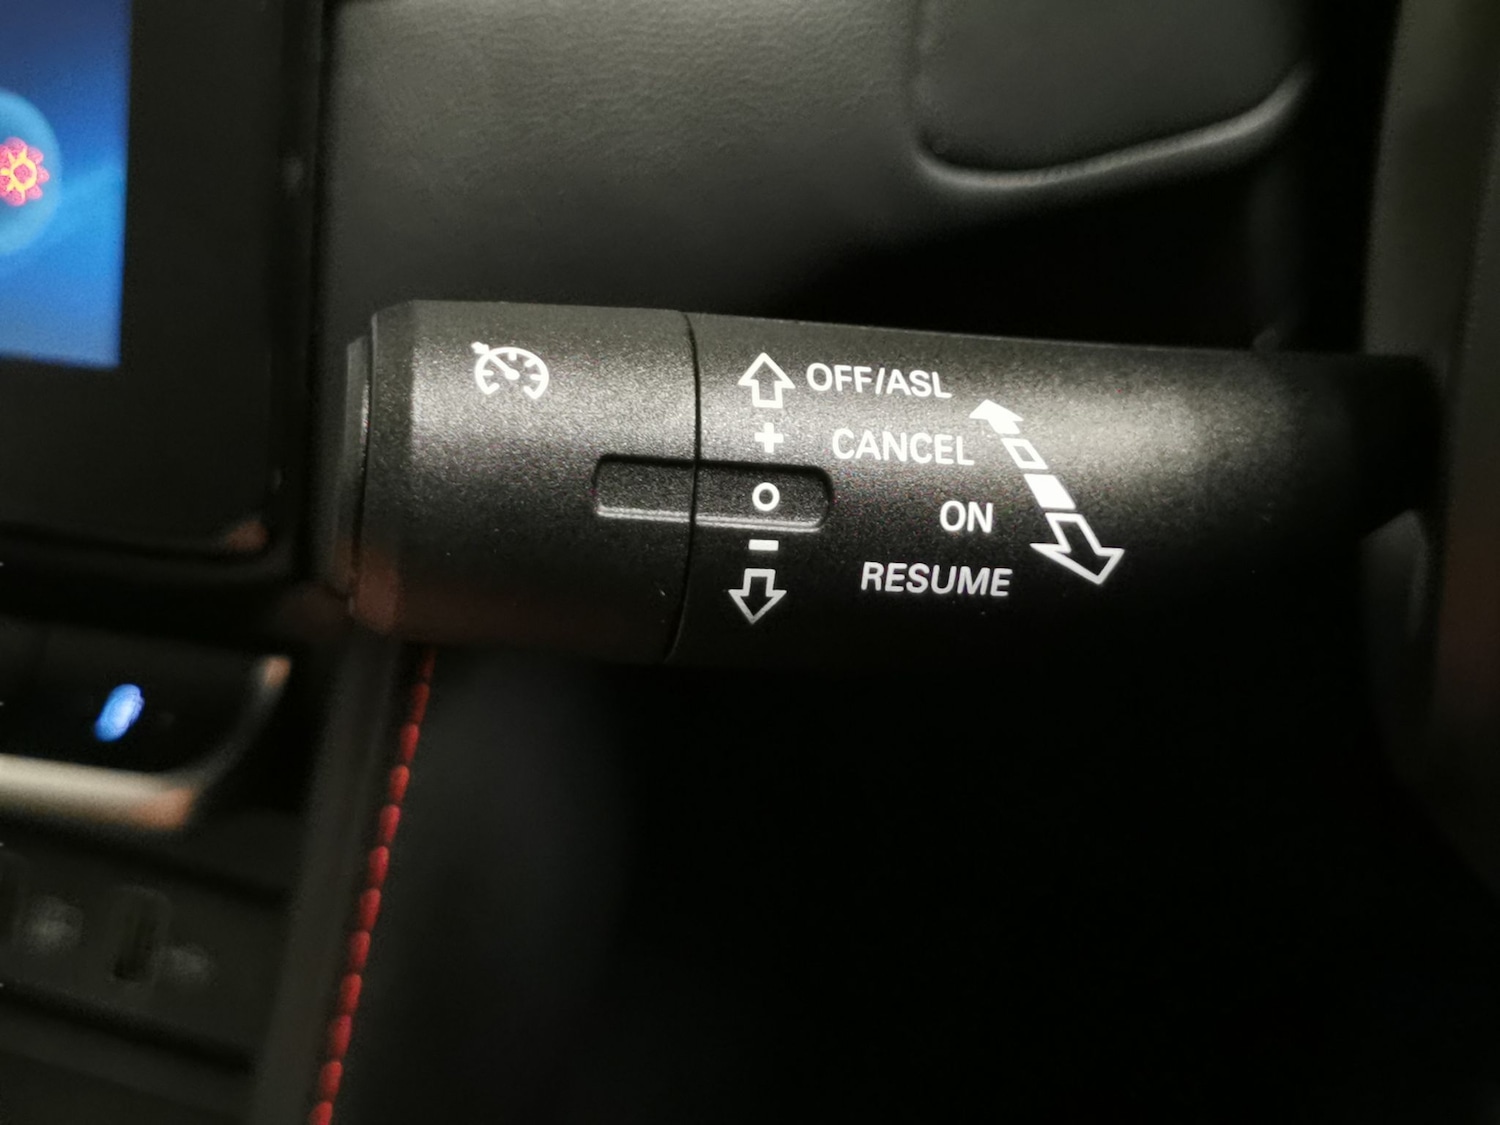 OFF/ASL
+
CANCEL
O
ON
-
RESUME